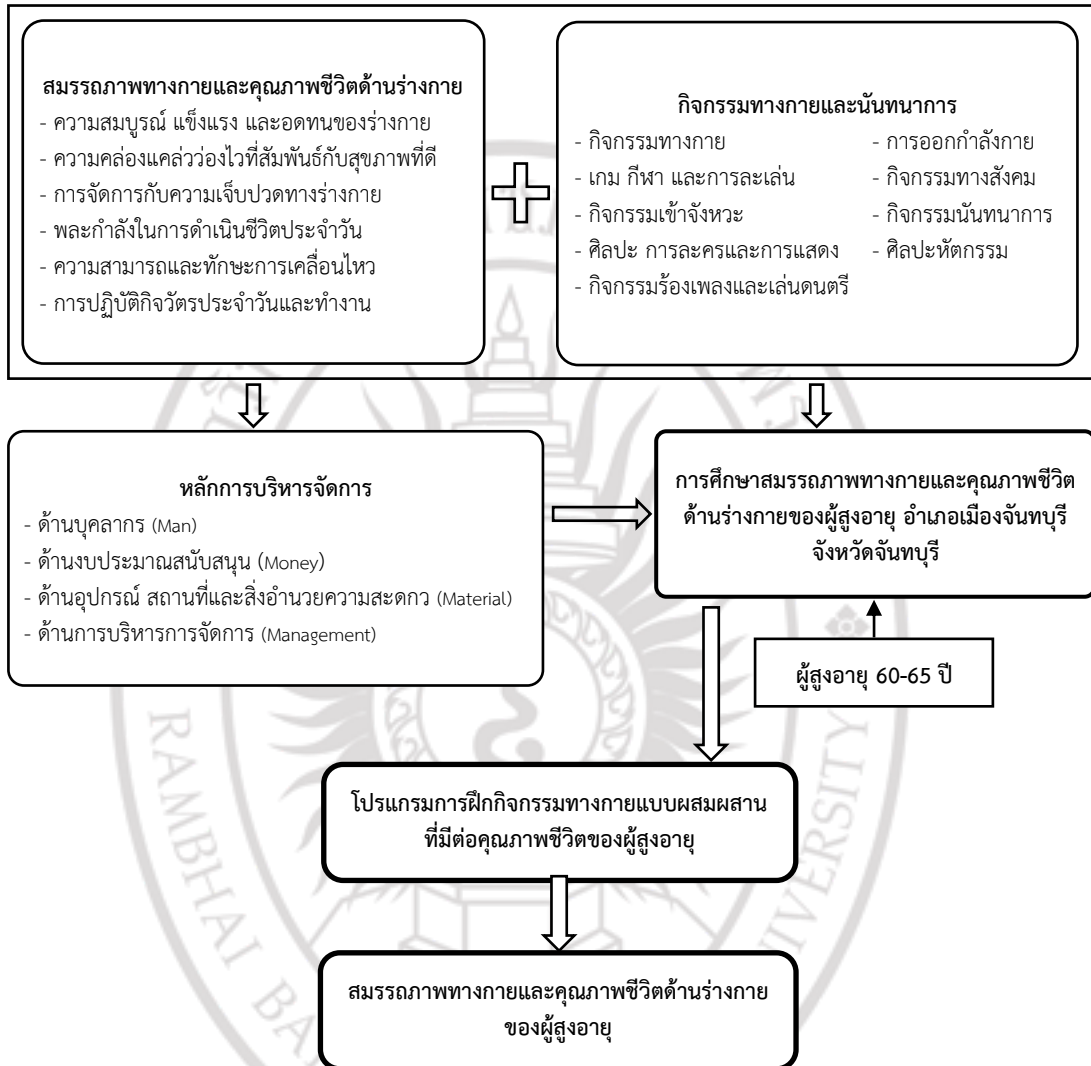 สมรรถภาพทางกายและคุณภาพชีวิตด้านร่างกาย
- ความสมบูรณ์ แข็งแรง และอดทนของร่างกาย
- ความคล่องแคล่วว่องไวที่สัมพันธ์กับสุขภาพที่ดี
- การจัดการกับความเจ็บปวดทางร่างกาย
- พละกำลังในการดำเนินชีวิตประจำวัน
- ความสามารถและทักษะการเคลื่อนไหว
- การปฏิบัติกิจวัตรประจำวันและทำงาน
กิจกรรมทางกายและนันทนาการ
- กิจกรรมทางกาย
- เกม กีฬา และการละเล่น
- กิจกรรมเข้าจังหวะ
- ศิลปะ การละครและการแสดง
- กิจกรรมร้องเพลงและเล่นดนตรี
- การออกกำลังกาย
- กิจกรรมทางสังคม
- กิจกรรมนันทนาการ
- ศิลปะหัตกรรม
หลักการบริหารจัดการ
- ด้านบุคลากร (Man)
- ด้านงบประมาณสนับสนุน (Money)
- ด้านอุปกรณ์ สถานที่และสิ่งอำนวยความสะดกว (Material)
- ด้านการบริหารการจัดการ (Management)
การศึกษาสมรรถภาพทางกายและคุณภาพชีวิต
ด้านร่างกายของผู้สูงอายุ อำเภอเมืองจันทบุรี
จังหวัดจันทบุรี
ผู้สูงอายุ 60-65 ปี
โปรแกรมการฝึกกิจกรรมทางกายแบบผสมผสาน
ที่มีต่อคุณภาพชีวิตของผู้สูงอายุ
สมรรถภาพทางกายและคุณภาพชีวิตด้านร่างกาย
ของผู้สูงอายุ
RAMBHAI BA
UNIVERSITY